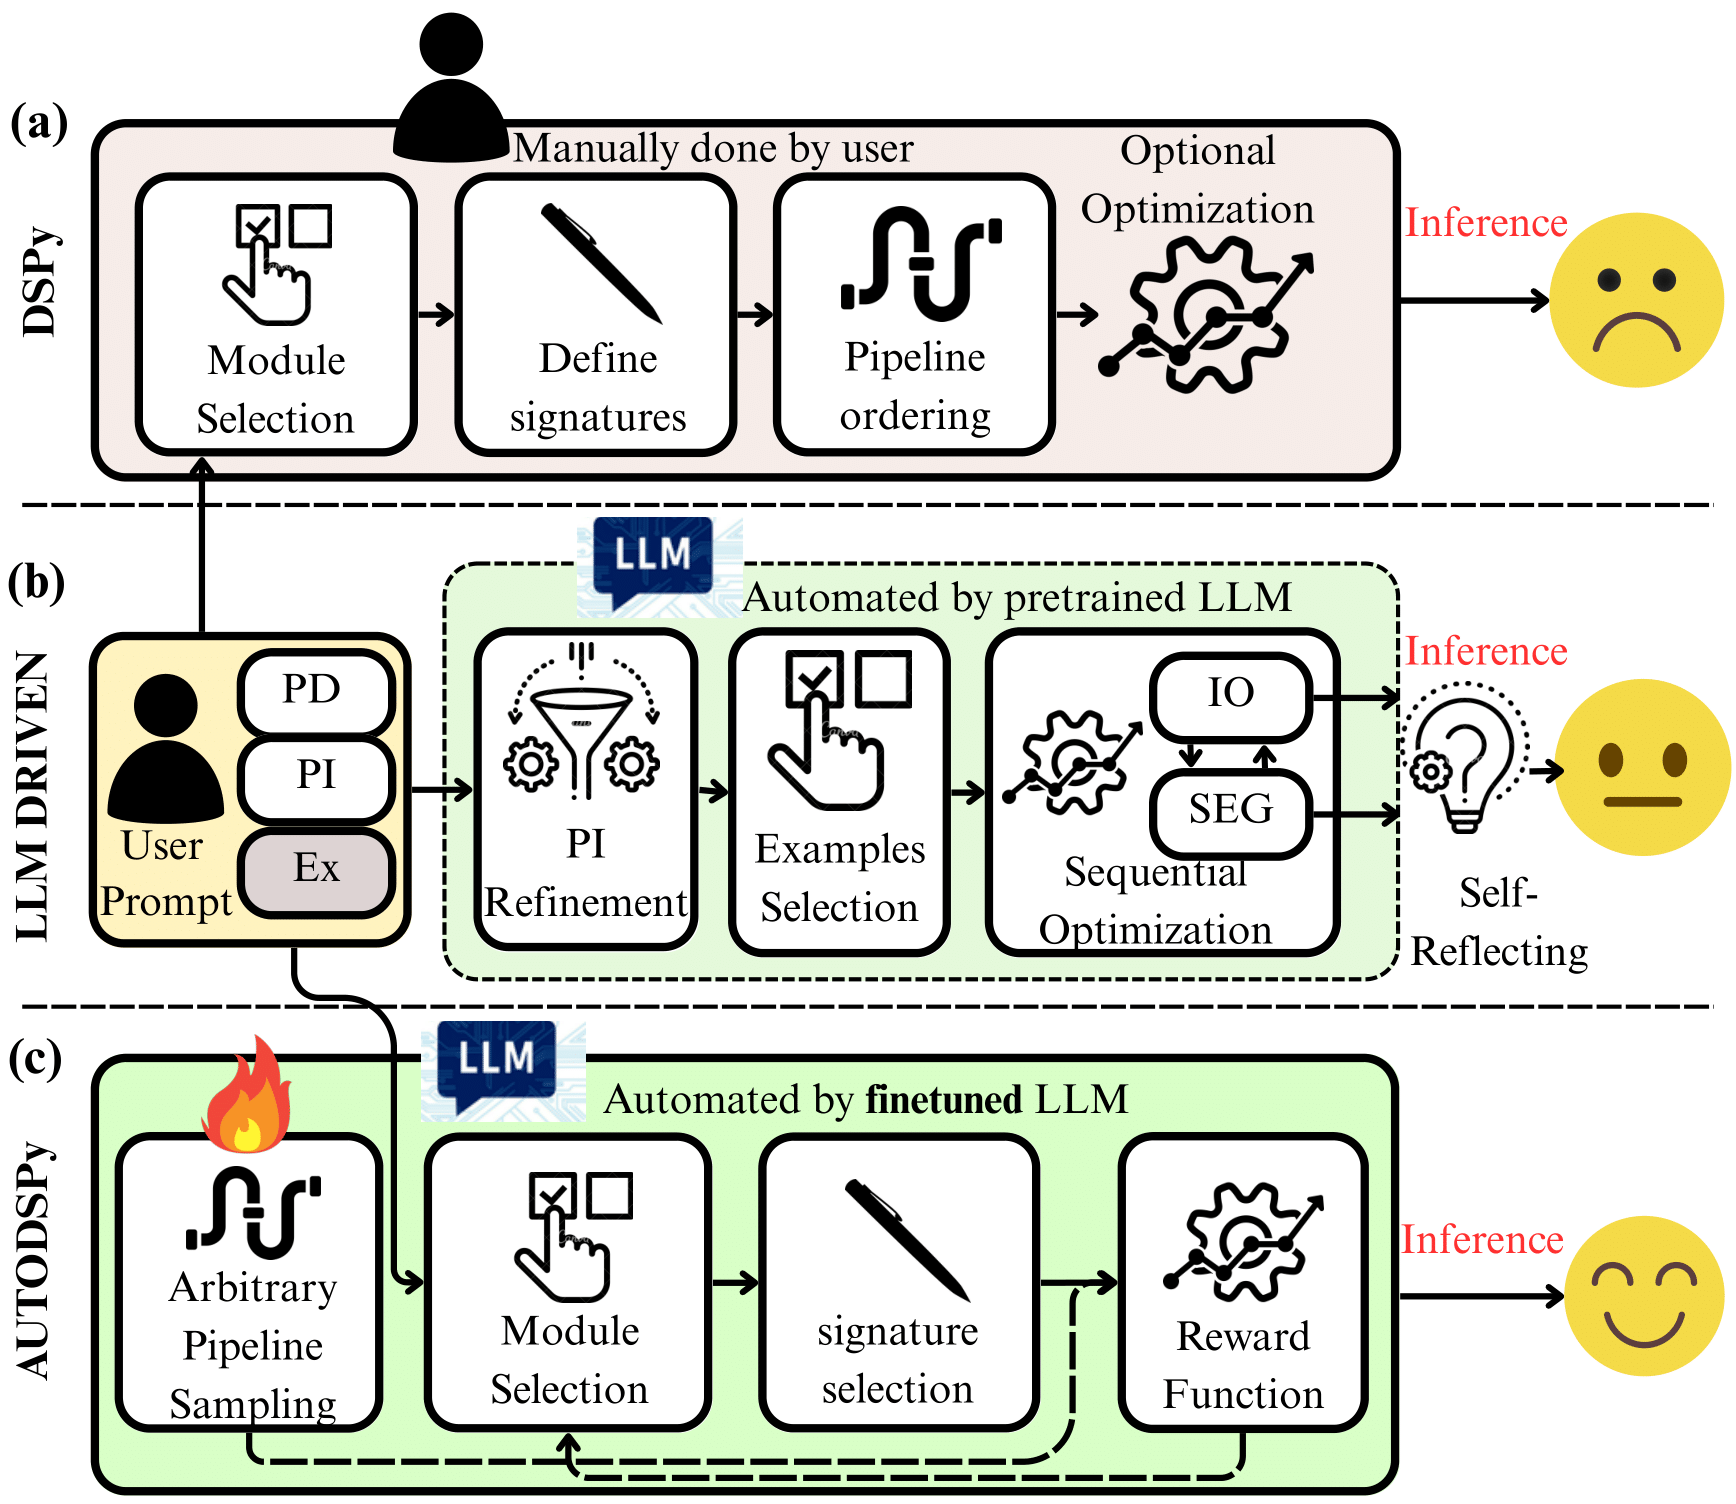 (a)
DSPy
Manually done by user
Module
Selection
Define
signatures
Pipeline
ordering
Optional
Optimization
Inference
(b)
LLM DRIVEN
User
Prompt
PD
PI
Ex
LLM
Automated by pretrained LLM
PI
Refinement
Examples
Selection
IO
SEG
Sequential
Optimization
Inference
Self-
Reflecting
(c)
AUTODSPy
LLM
Automated by finetuned LLM
Arbitrary
Pipeline
Sampling
Module
Selection
signature
selection
Reward
Function
Inference